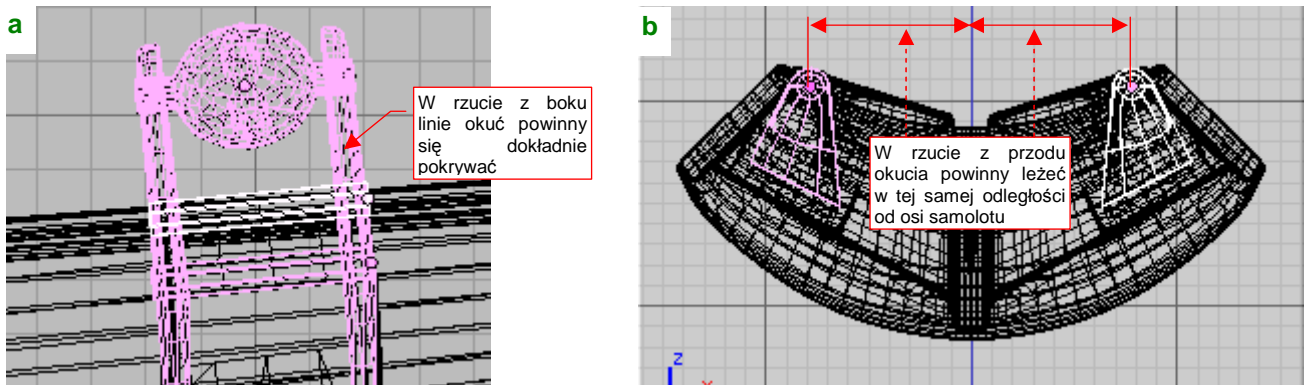 a
W rzucie z boku
linie okuć powinny
się dokładnie
pokrywać
b
W rzucie z przodu
okucia powinny leżeć
w tej samej odległości
od osi samolotu
z
x